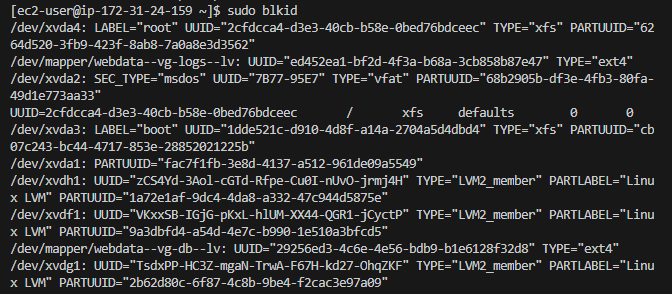 [ec2-user@ip-172-31-24-159 ~]$ sudo blkid
/dev/xvda4: LABEL="root" UUID="2cfdcca4-d3e3-40cb-b58e-0bed76bdceec" TYPE="xfs" PARTUUID="62
64d520-3fb9-423f-8ab8-7a0a8e3d3562"
/dev/mapper/webdata--vg-logs--lv: UUID="ed452ea1-bf2d-4f3a-b68a-3cb858b87e47" TYPE="ext4"
/dev/xvda2: SEC_TYPE="msdos" UUID="7B77-95E7" TYPE="vfat" PARTUUID="68b2905b-df3e-4fb3-80fa-
49d1e773aa33"
UUID=2cfdcca4-d3e3-40cb-b58e-0bed76bdceec      /      xfs    defaults      0      0
/dev/xvda3: LABEL="boot" UUID="1dde521c-d910-4d8f-a14a-2704a5d4dbd4" TYPE="xfs" PARTUUID="cb
07c243-bc44-4717-853e-28852021225b"
/dev/xvda1: PARTUUID="fac7f1fb-3e8d-4137-a512-961de09a5549"
/dev/xvdh1: UUID="zCS4Yd-3Aol-cGTd-Rfpe-Cu0I-nUvO-jrmj4H" TYPE="LVM2_member" PARTLABEL="Linu
x LVM" PARTUUID="1a72e1af-9dc4-4da8-a332-47c944d5875e"
/dev/xvdf1: UUID="VKxxSB-IGjG-pKxL-hlUM-XX44-QGR1-jCyctP" TYPE="LVM2_member" PARTLABEL="Linu
x LVM" PARTUUID="9a3dbfd4-a54d-4e7c-b990-1e510a3bfcd5"
/dev/mapper/webdata--vg-db--lv: UUID="29256ed3-4c6e-4e56-bdb9-b1e6128f32d8" TYPE="ext4"
/dev/xvdg1: UUID="TsdxPP-HC3Z-mgaN-TrwA-F67H-kd27-OhqZKF" TYPE="LVM2_member" PARTLABEL="Linu
x LVM" PARTUUID="2b62d80c-6f87-4c8b-9be4-f2cac3e97a09"